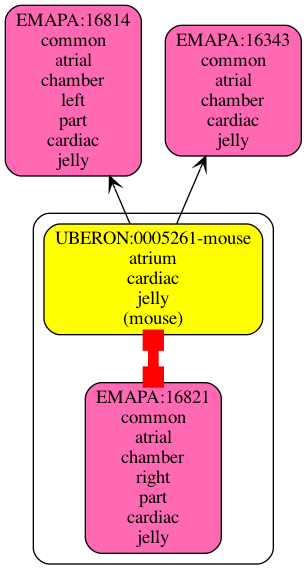 EMAPA:16814
common
atrial
chamber
left
part
cardiac
jelly
EMAPA:16343
common
atrial
chamber
cardiac
jelly
UBERON:0005261-mouse
atrium
cardiac
jelly
(mouse)
EMAPA:16821
common
atrial
chamber
right
part
cardiac
jelly